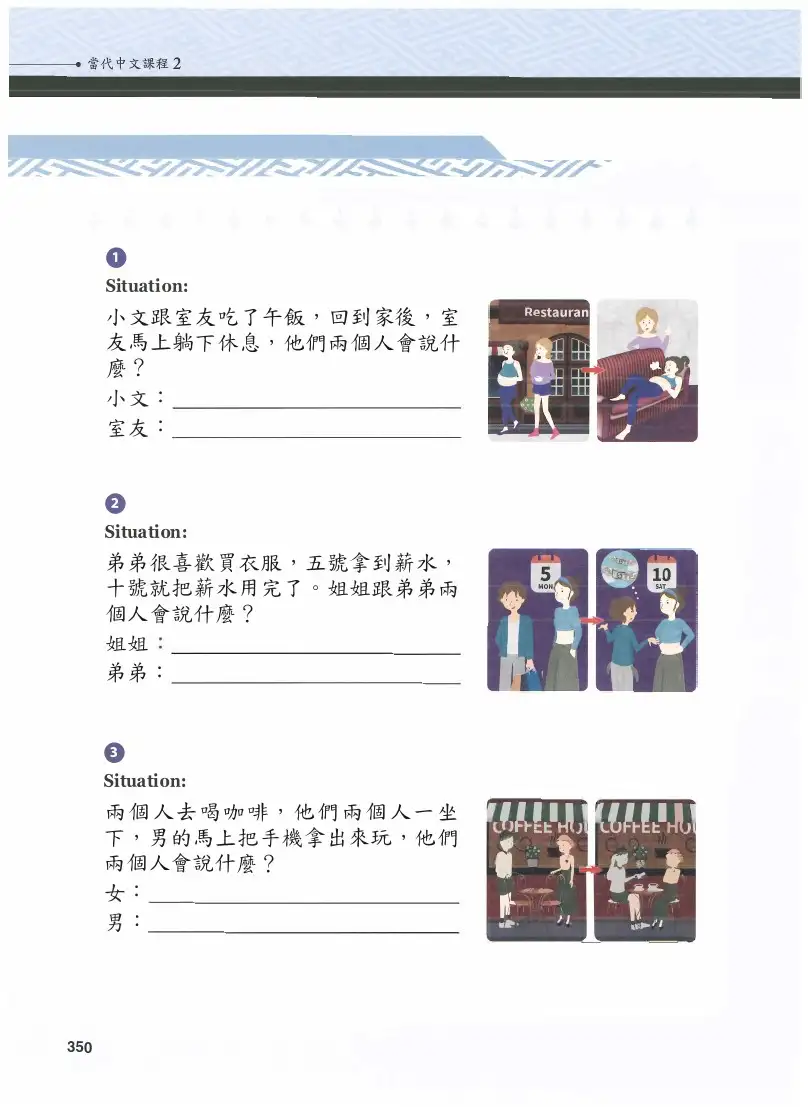 當代中文課程 2
1
Situation:
小文跟室友吃了午飯，回到家後，室
友馬上躺下休息，他們兩個人會說什
麼？
小文：
室友：
Restauran
2
Situation:
弟弟很喜歡買衣服，五號拿到薪水，
十號就把薪水用完了。姐姐跟弟弟兩
個人會說什麼？
姐姐：
弟弟：
5
MON
10
SAT
3
Situation:
兩個人去喝咖啡，他們兩個人一坐
下，男的馬上把手機拿出來玩，他們
兩個人會說什麼？
女：
男：
COFFEE HOU
COFFEE HOU
350